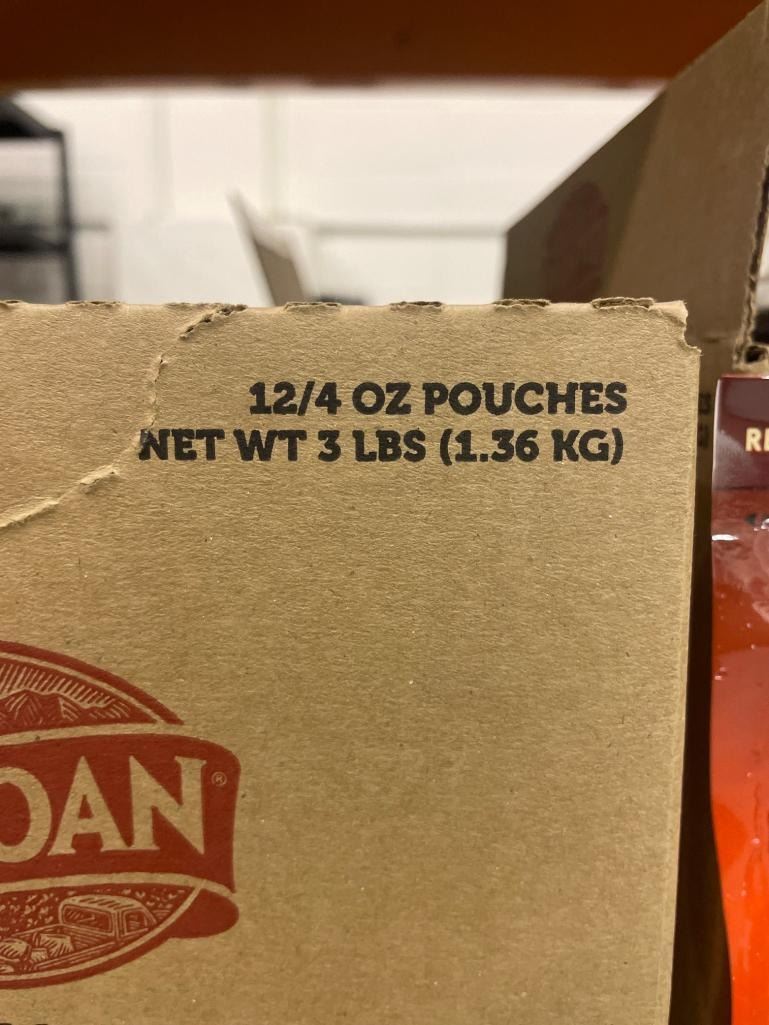 12/4 OZ POUCHES
NET WT 3 LBS (1.36 KG)
OAN®